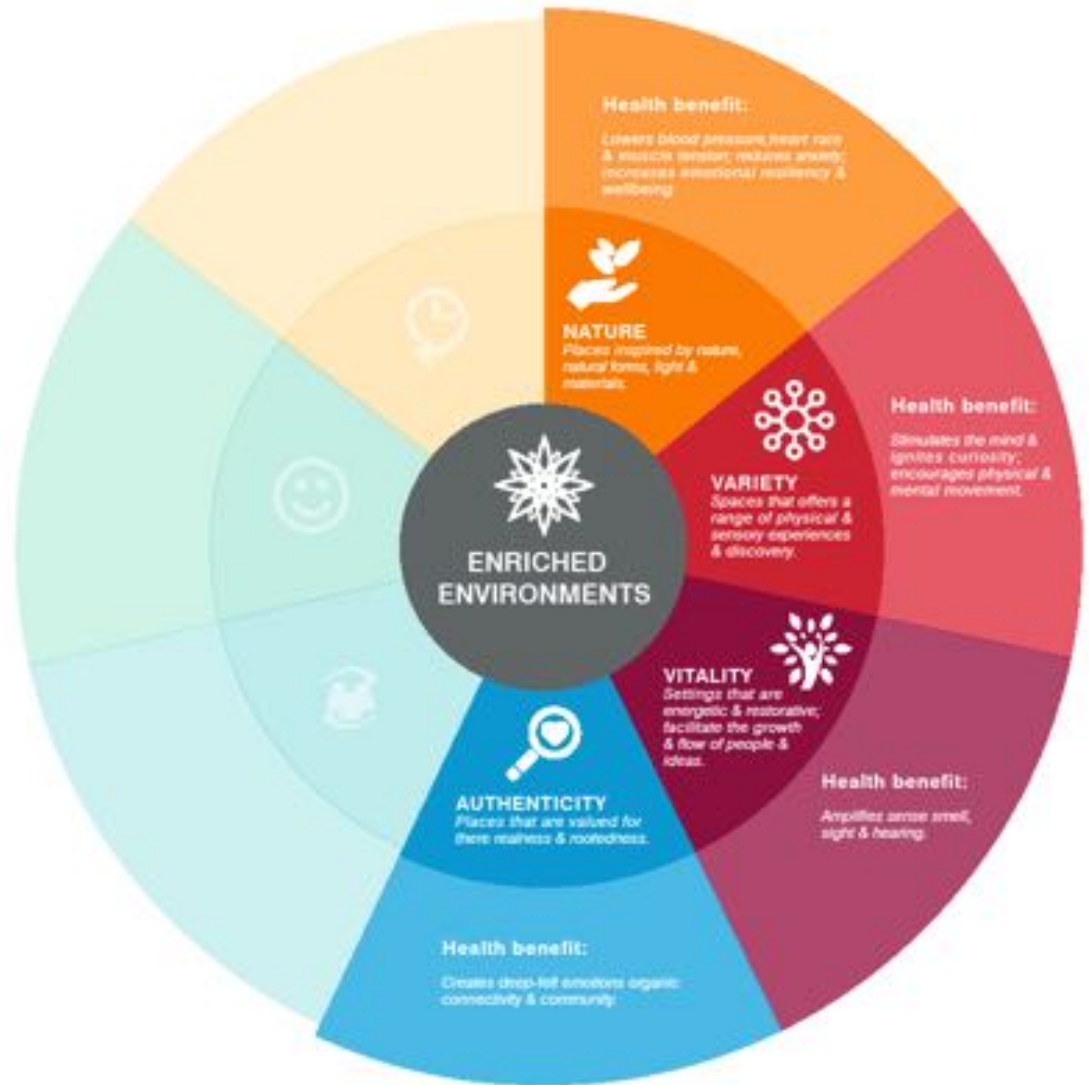 Health benefit:
Lowers blood pressure,heart rate
& muscle tension; reduces anxiety;
increases emotional resiliency &
wellbeing.
NATURE
Places inspired by nature,
natural forms, light &
materials.
Health benefit:
Stimulates the mind &
ignites curiosity;
encourages physical &
mental movement.
VARIETY
Spaces that offers a
range of physical &
sensory experiences
& discovery.
ENRICHED
ENVIRONMENTS
VITALITY
Settings that are
energetic & restorative;
facilitate the growth
& flow of people &
ideas.
Health benefit:
Amplifies sense smell,
sight & hearing.
AUTHENTICITY
Places that are valued for
there realness & rootedness.
Health benefit:
Creates deep-felt emotions organic
connectivity & community.